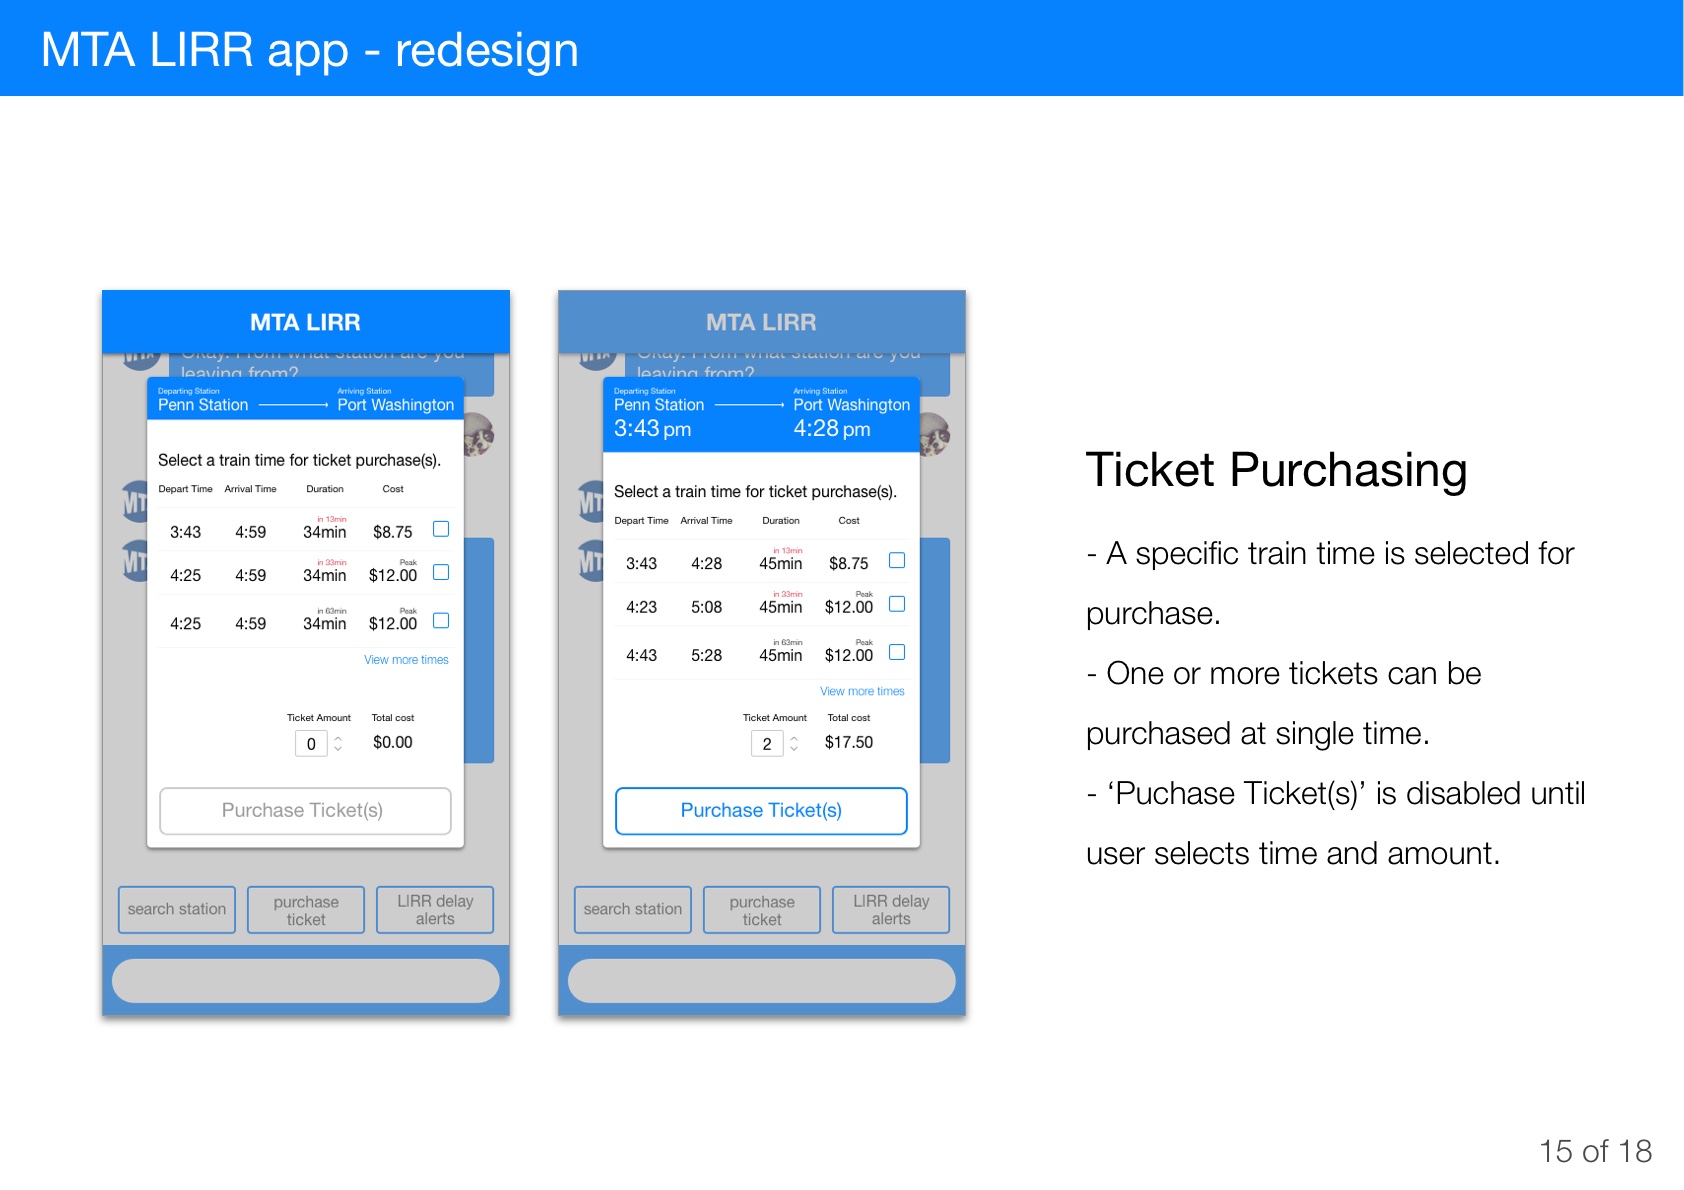 MTA LIRR app - redesign
MTA LIRR
Okay. From what station are you
leaving from?
Departing Station Arriving Station
Penn Station Port Washington
MT
Select a train time for ticket purchase(s).
Depart Time Arrival Time Duration Cost
in 13min
3:43 4:59 34min $8.75
in 33min Peak
4:25 4:59 34min $12.00
in 63min Peak
4:25 4:59 34min $12.00
View more times
Ticket Amount Total cost
0 $0.00
Purchase Ticket(s)
search station purchase ticket LIRR delay alerts
MTA LIRR
Okay. From what station are you
leaving from?
Departing Station Arriving Station
Penn Station Port Washington
3:43 pm 4:28 pm
MT
Select a train time for ticket purchase(s).
Depart Time Arrival Time Duration Cost
in 13min
3:43 4:28 45min $8.75
in 33min Peak
4:23 5:08 45min $12.00
in 63min Peak
4:43 5:28 45min $12.00
View more times
Ticket Amount Total cost
2 $17.50
Purchase Ticket(s)
search station purchase ticket LIRR delay alerts
Ticket Purchasing
- A specific train time is selected for
purchase.
- One or more tickets can be
purchased at single time.
- ‘Puchase Ticket(s)’ is disabled until
user selects time and amount.
15 of 18